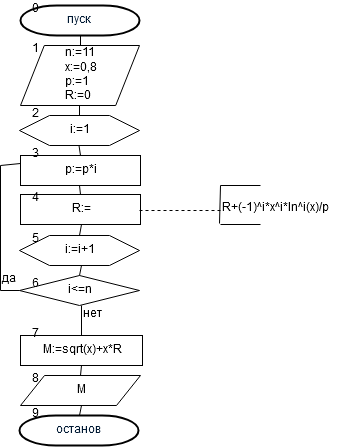 0
пуск
1
n:=11
x:=0,8
p:=1
R:=0
2
i:=1
3
p:=p*i
4
R:=
R+(-1)^i*x^i*ln^i(x)/p
5
i:=i+1
да
6
i<=n
нет
7
M:=sqrt(x)+x*R
8
M
9
останов